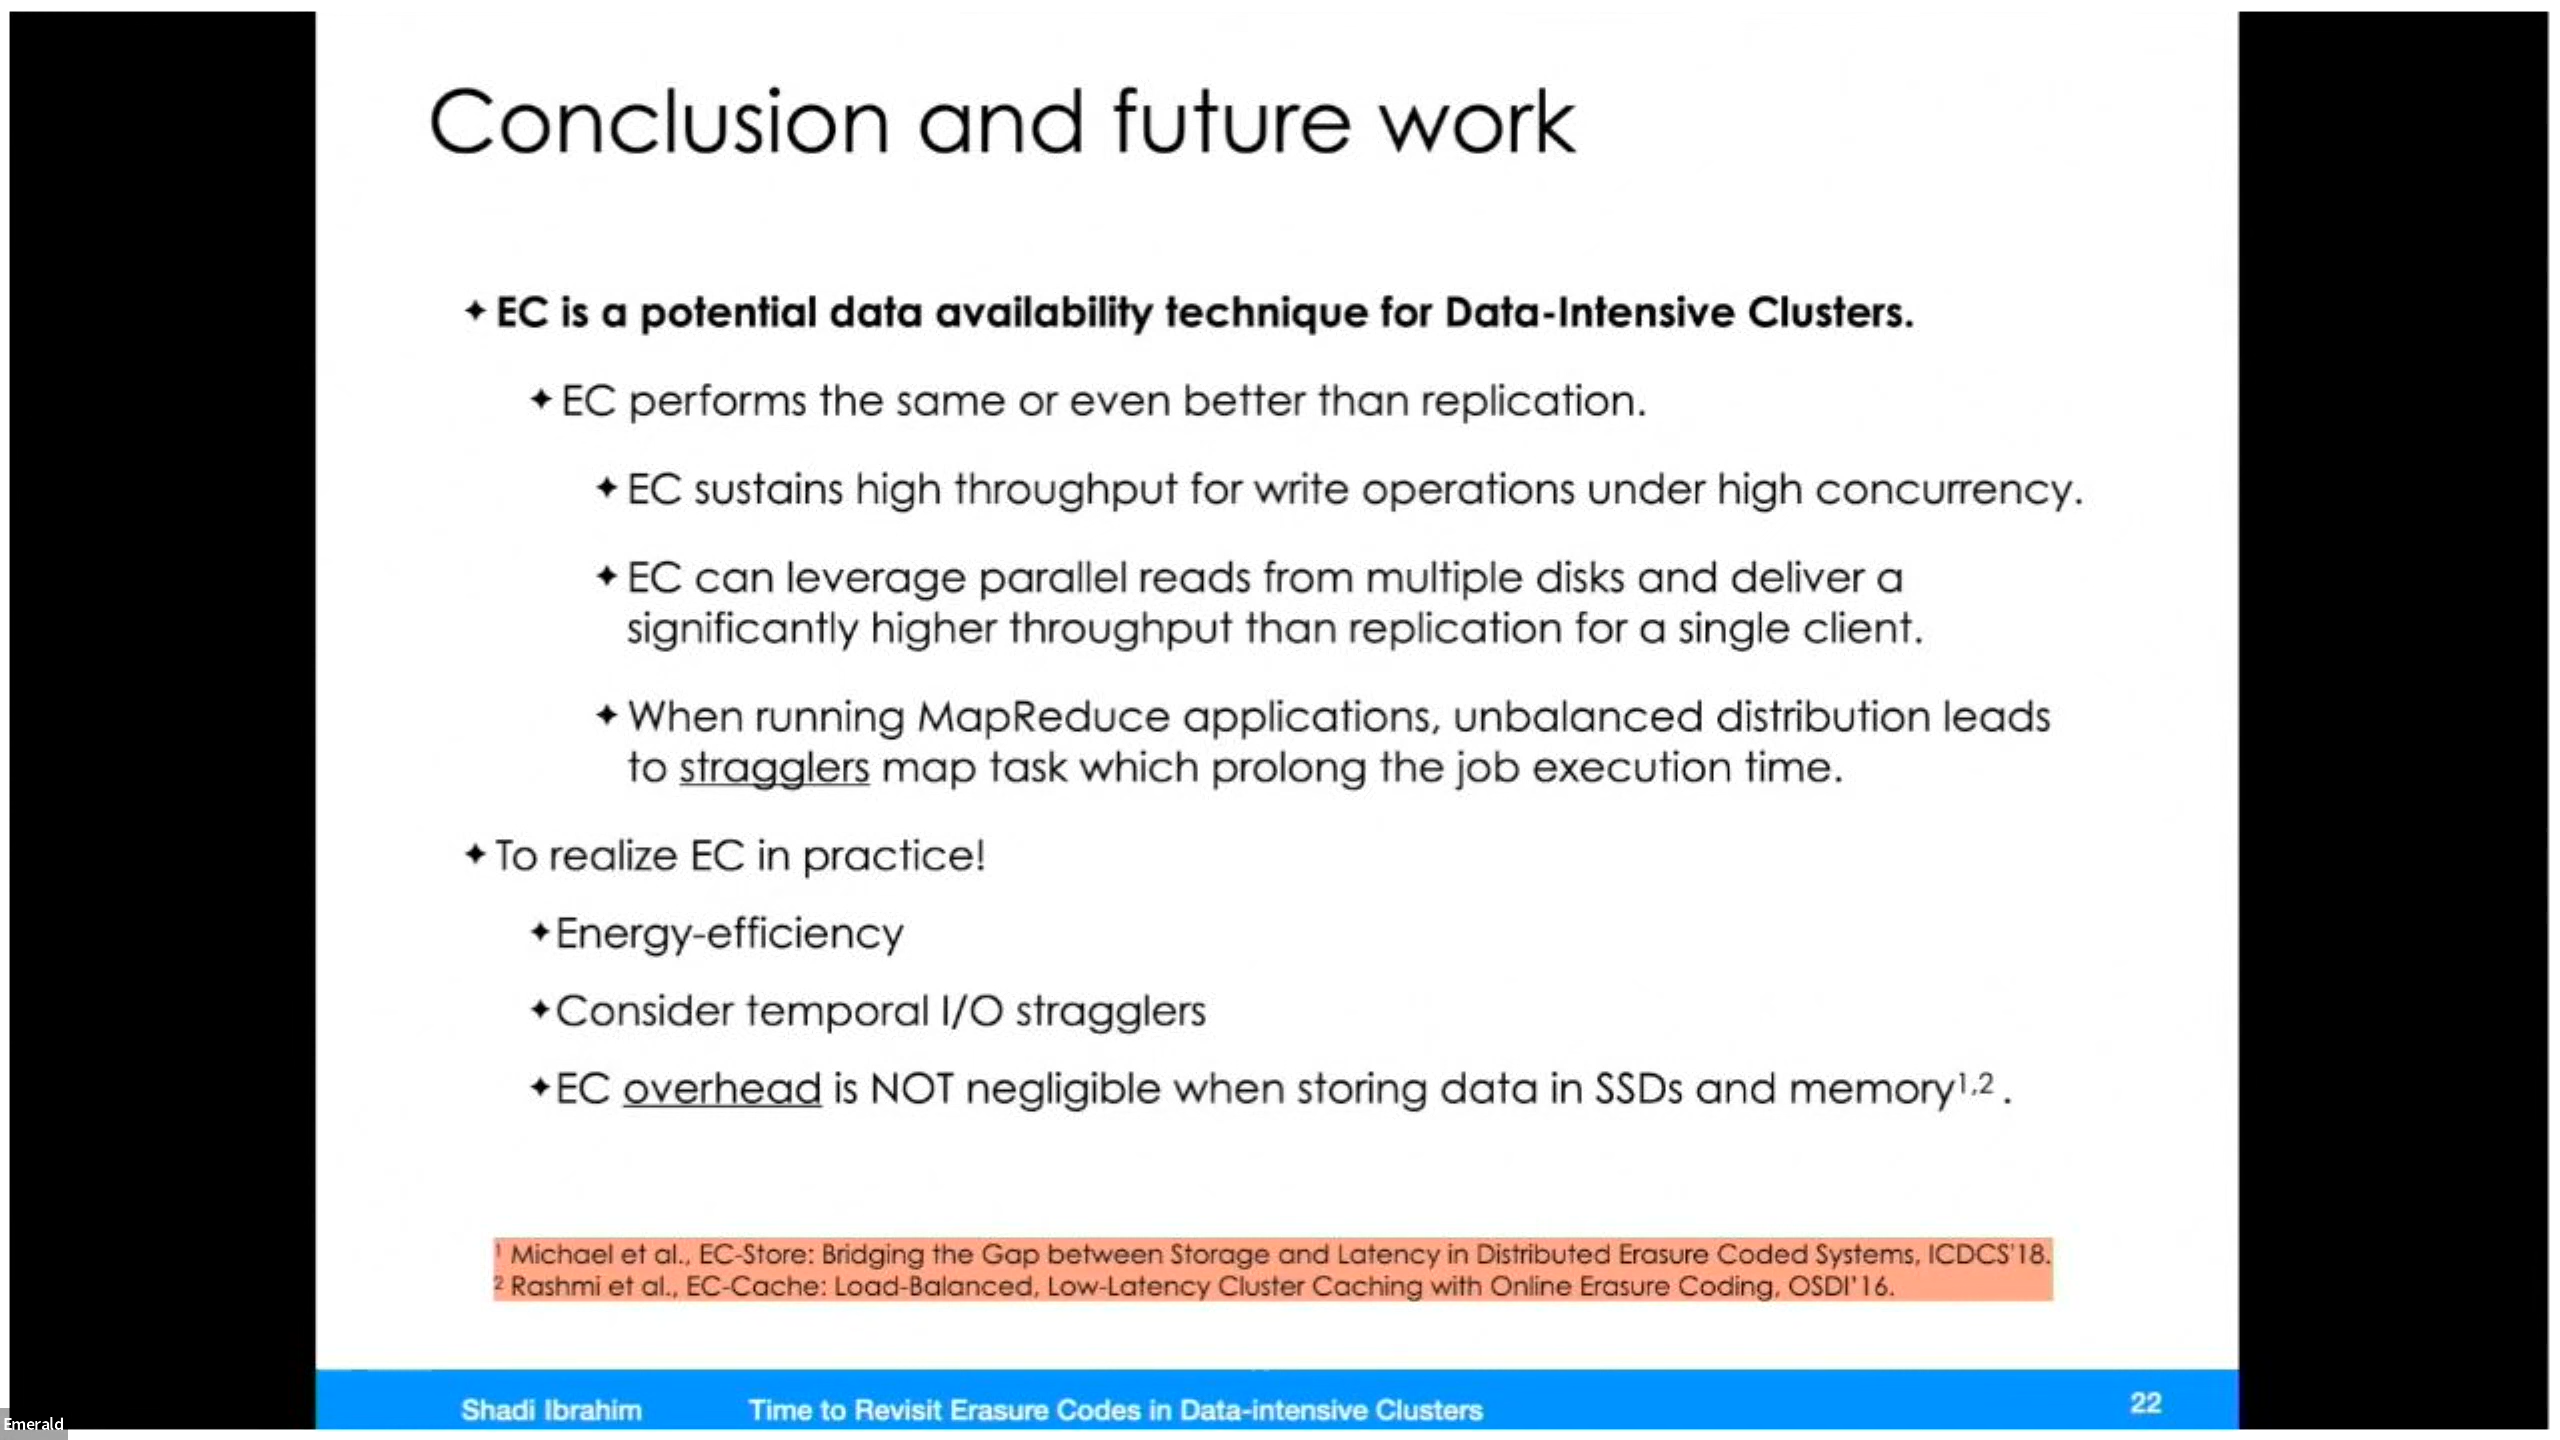 Conclusion and future work
✦ EC is a potential data availability technique for Data-Intensive Clusters.
✦ EC performs the same or even better than replication.
✦ EC sustains high throughput for write operations under high concurrency.
✦ EC can leverage parallel reads from multiple disks and deliver a
significantly higher throughput than replication for a single client.
✦ When running MapReduce applications, unbalanced distribution leads
to stragglers map task which prolong the job execution time.
✦ To realize EC in practice!
✦ Energy-efficiency
✦ Consider temporal I/O stragglers
✦ EC overhead is NOT negligible when storing data in SSDs and memory¹,² .
¹ Michael et al., EC-Store: Bridging the Gap between Storage and Latency in Distributed Erasure Coded Systems, ICDCS'18.
² Rashmi et al., EC-Cache: Load-Balanced, Low-Latency Cluster Caching with Online Erasure Coding, OSDI'16.
Shadi Ibrahim Time to Revisit Erasure Codes in Data-intensive Clusters 22
Emerald